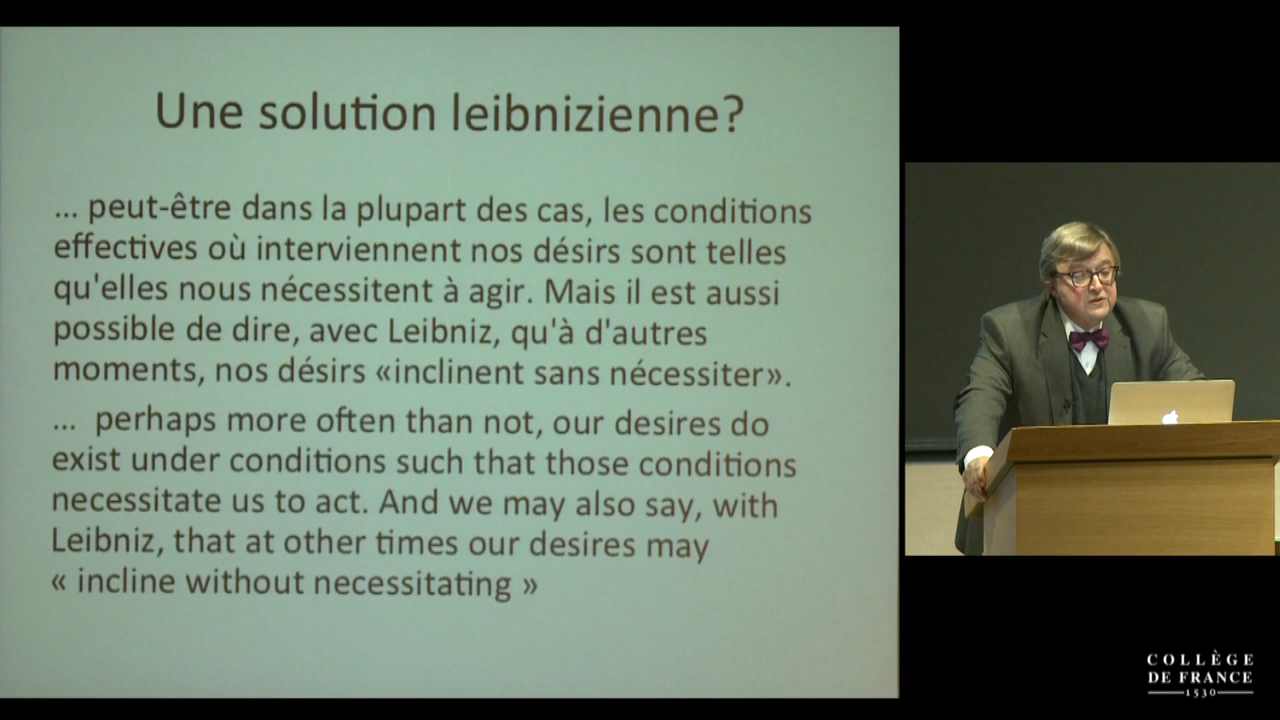 Une solution leibnizienne?
... peut-être dans la plupart des cas, les conditions
effectives où interviennent nos désirs sont telles
qu'elles nous nécessitent à agir. Mais il est aussi
possible de dire, avec Leibniz, qu'à d'autres
moments, nos désirs «inclinent sans nécessiter».
... perhaps more often than not, our desires do
exist under conditions such that those conditions
necessitate us to act. And we may also say, with
Leibniz, that at other times our desires may
« incline without necessitating »
COLLÈGE
DE FRANCE
1530